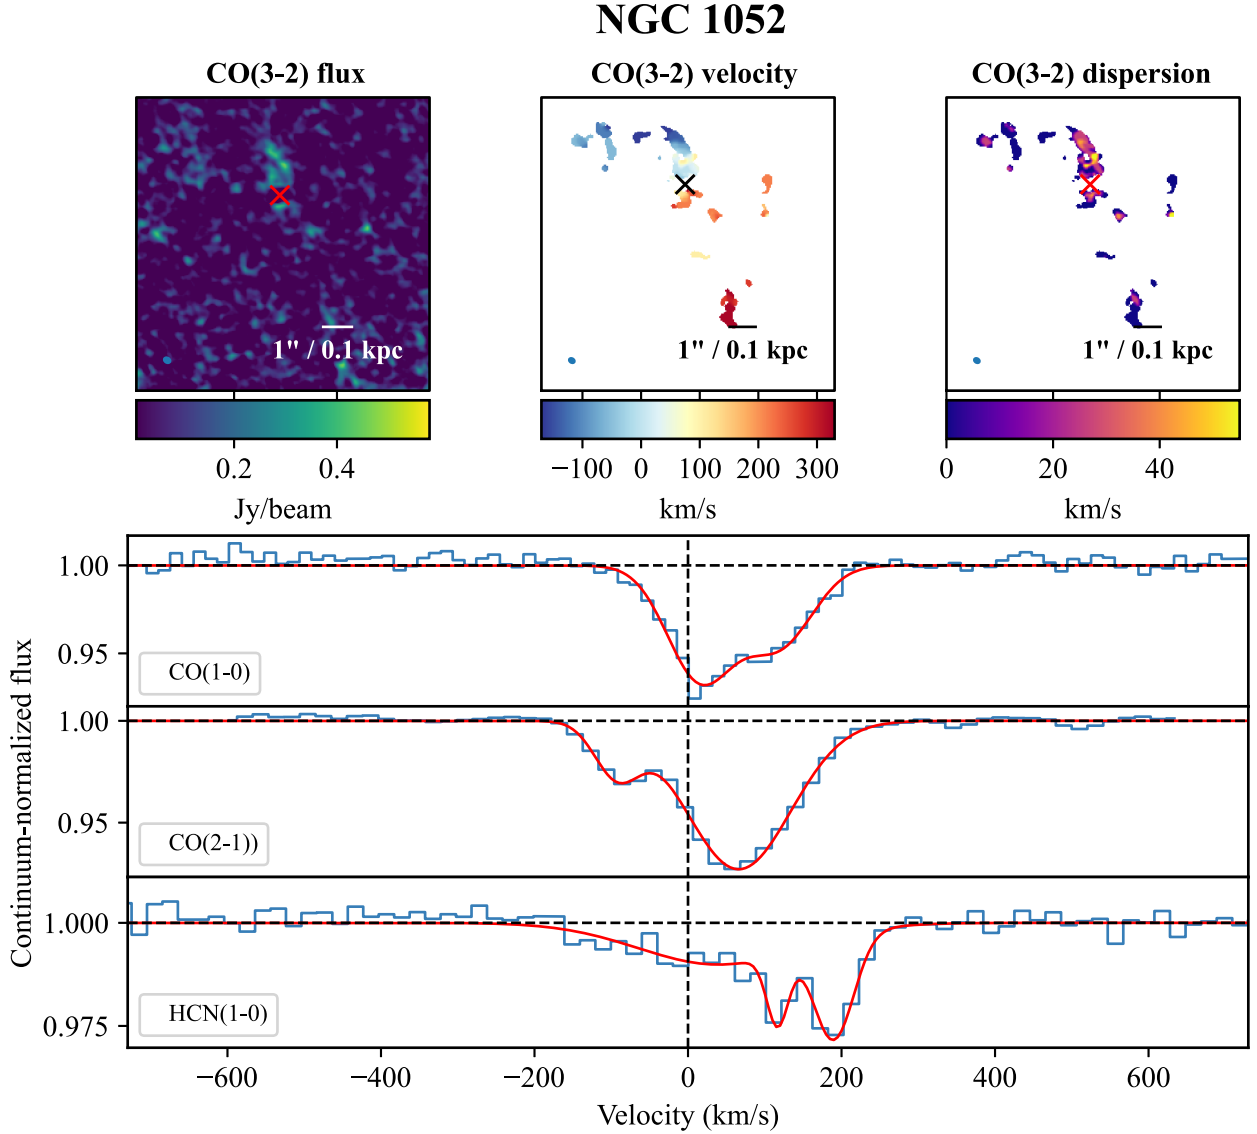 NGC 1052
CO(3-2) flux
CO(3-2) velocity
CO(3-2) dispersion
1" / 0.1 kpc
1" / 0.1 kpc
1" / 0.1 kpc
0.2 0.4
−100 0 100 200 300
0 20 40
Jy/beam
km/s
km/s
1.00
0.95
CO(1-0)
1.00
0.95
CO(2-1))
1.000
0.975
HCN(1-0)
Continuum-normalized flux
−600 −400 −200 0 200 400 600
Velocity (km/s)